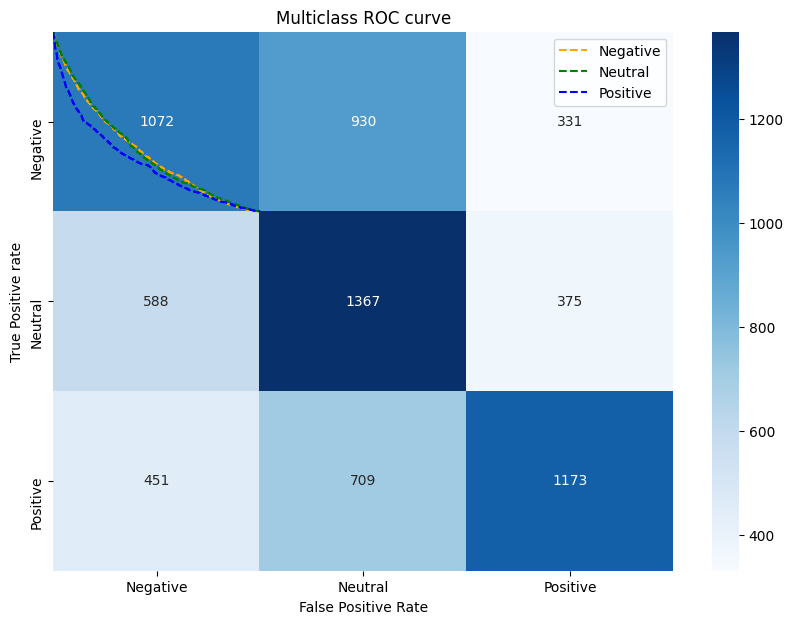 Multiclass ROC curve
Negative
Neutral
Positive
True Positive rate
Negative
1072
930
331
Neutral
588
1367
375
Positive
451
709
1173
Negative
Neutral
Positive
False Positive Rate
1200
1000
800
600
400